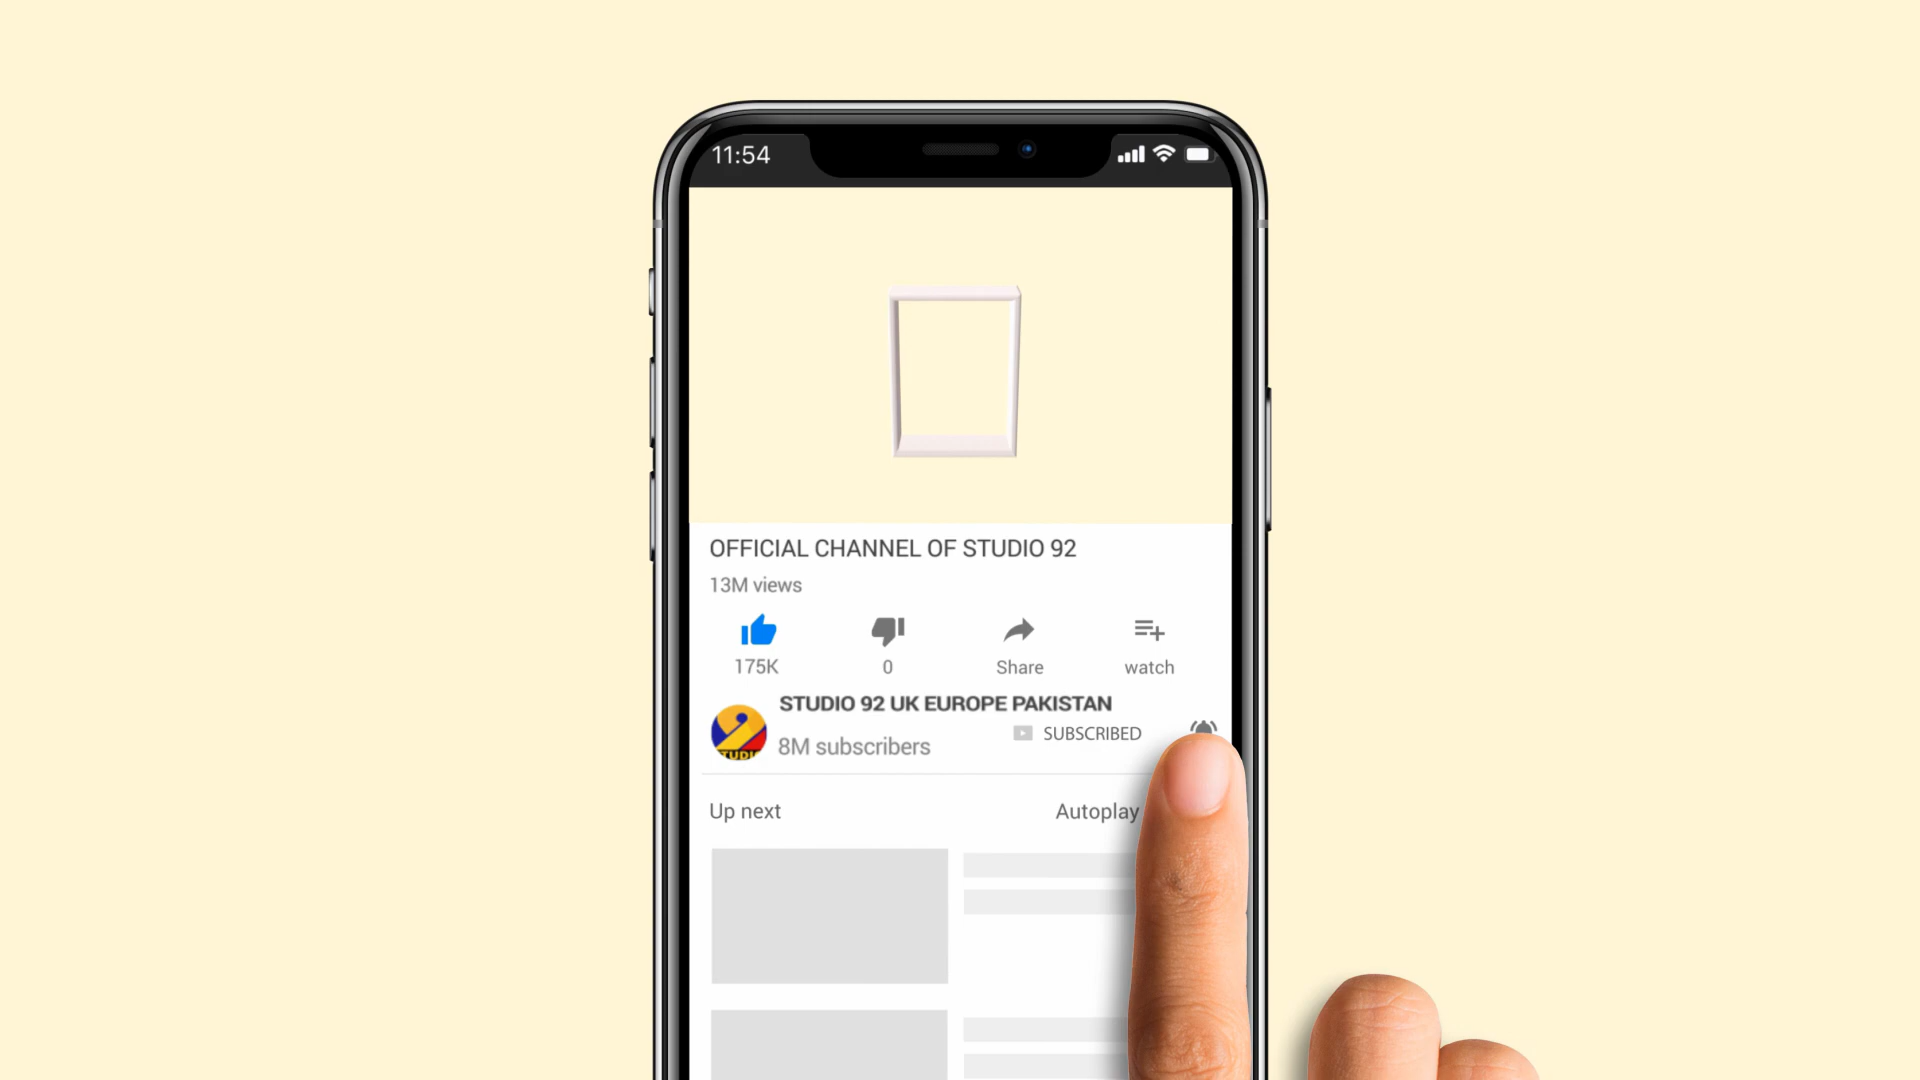 11:54
OFFICIAL CHANNEL OF STUDIO 92
13M views
175K
0
Share
watch
STUDIO 92 UK EUROPE PAKISTAN
8M subscribers
SUBSCRIBED
Up next
Autoplay